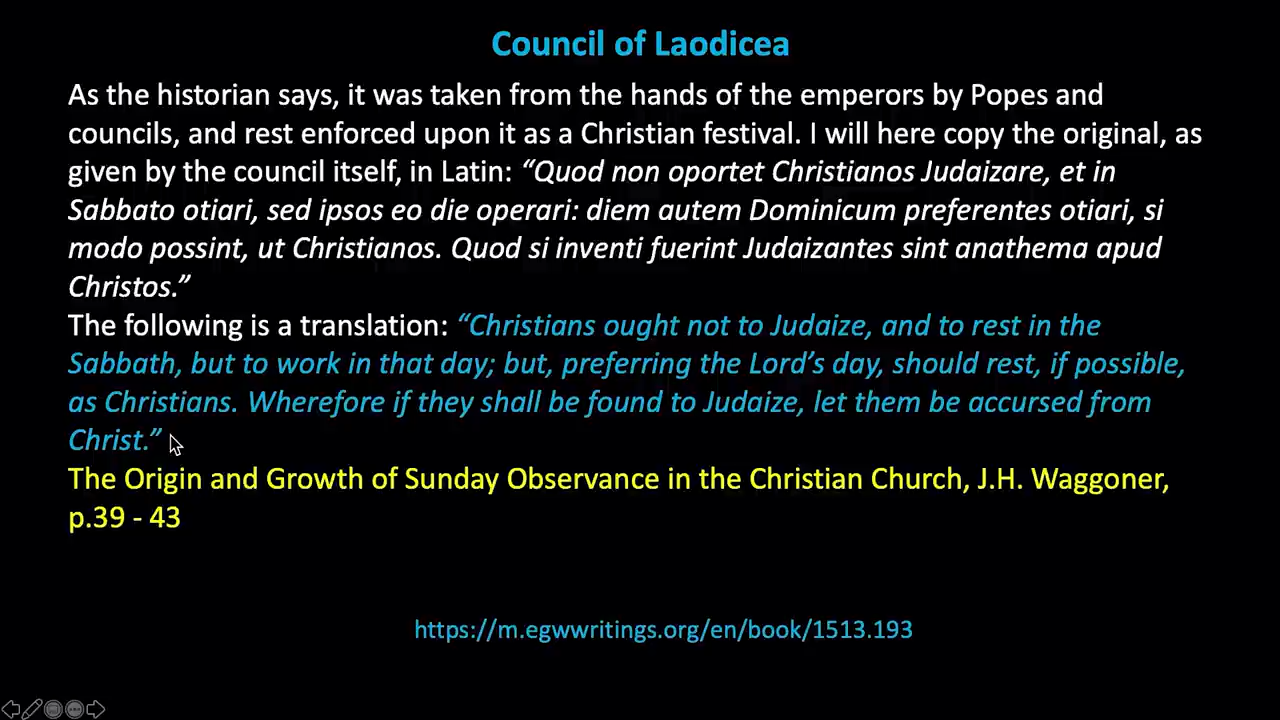 Council of Laodicea
As the historian says, it was taken from the hands of the emperors by Popes and
councils, and rest enforced upon it as a Christian festival. I will here copy the original, as
given by the council itself, in Latin: “Quod non oportet Christianos Judaizare, et in
Sabbato otiari, sed ipsos eo die operari: diem autem Dominicum preferentes otiari, si
modo possint, ut Christianos. Quod si inventi fuerint Judaizantes sint anathema apud
Christos.”
The following is a translation: “Christians ought not to Judaize, and to rest in the
Sabbath, but to work in that day; but, preferring the Lord’s day, should rest, if possible,
as Christians. Wherefore if they shall be found to Judaize, let them be accursed from
Christ.”
The Origin and Growth of Sunday Observance in the Christian Church, J.H. Waggoner,
p.39 - 43
https://m.egwwritings.org/en/book/1513.193